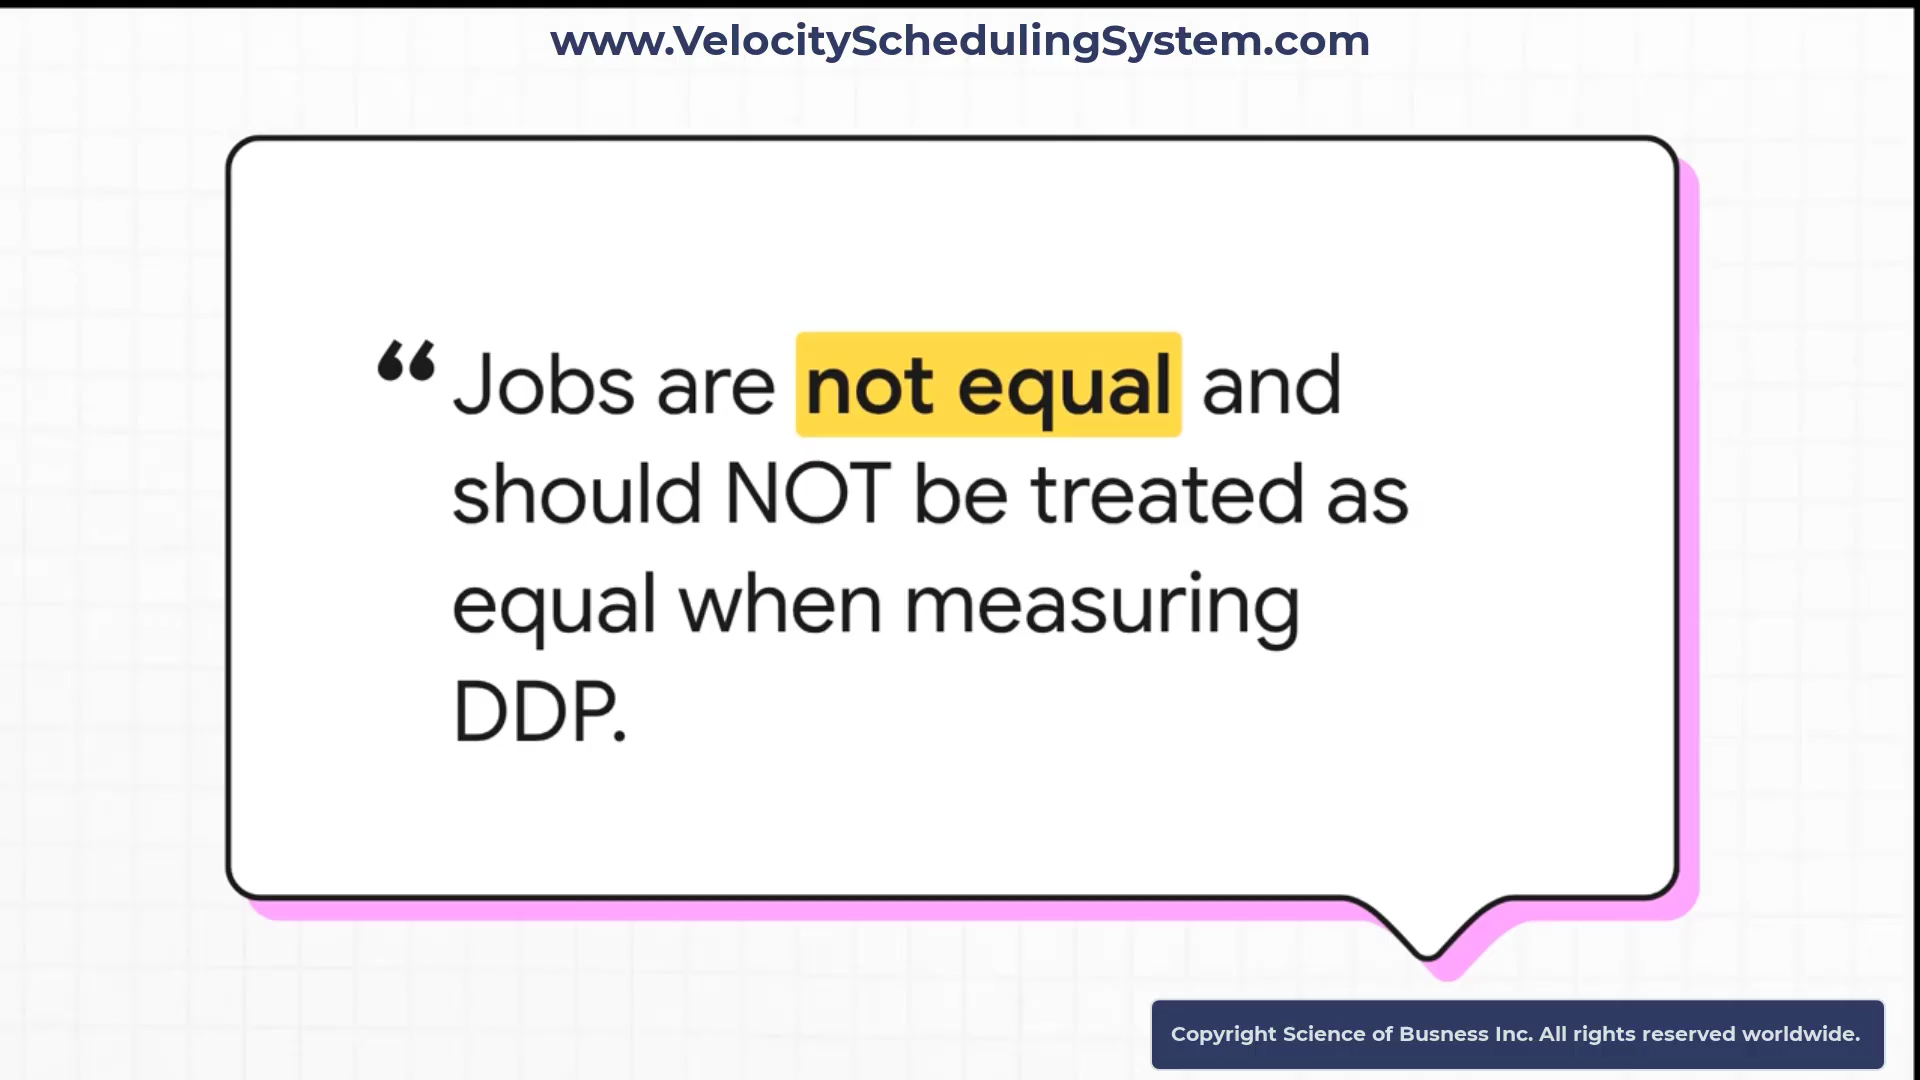 www.VelocitySchedulingSystem.com
“Jobs are not equal and
should NOT be treated as
equal when measuring
DDP.
Copyright Science of Busness Inc. All rights reserved worldwide.